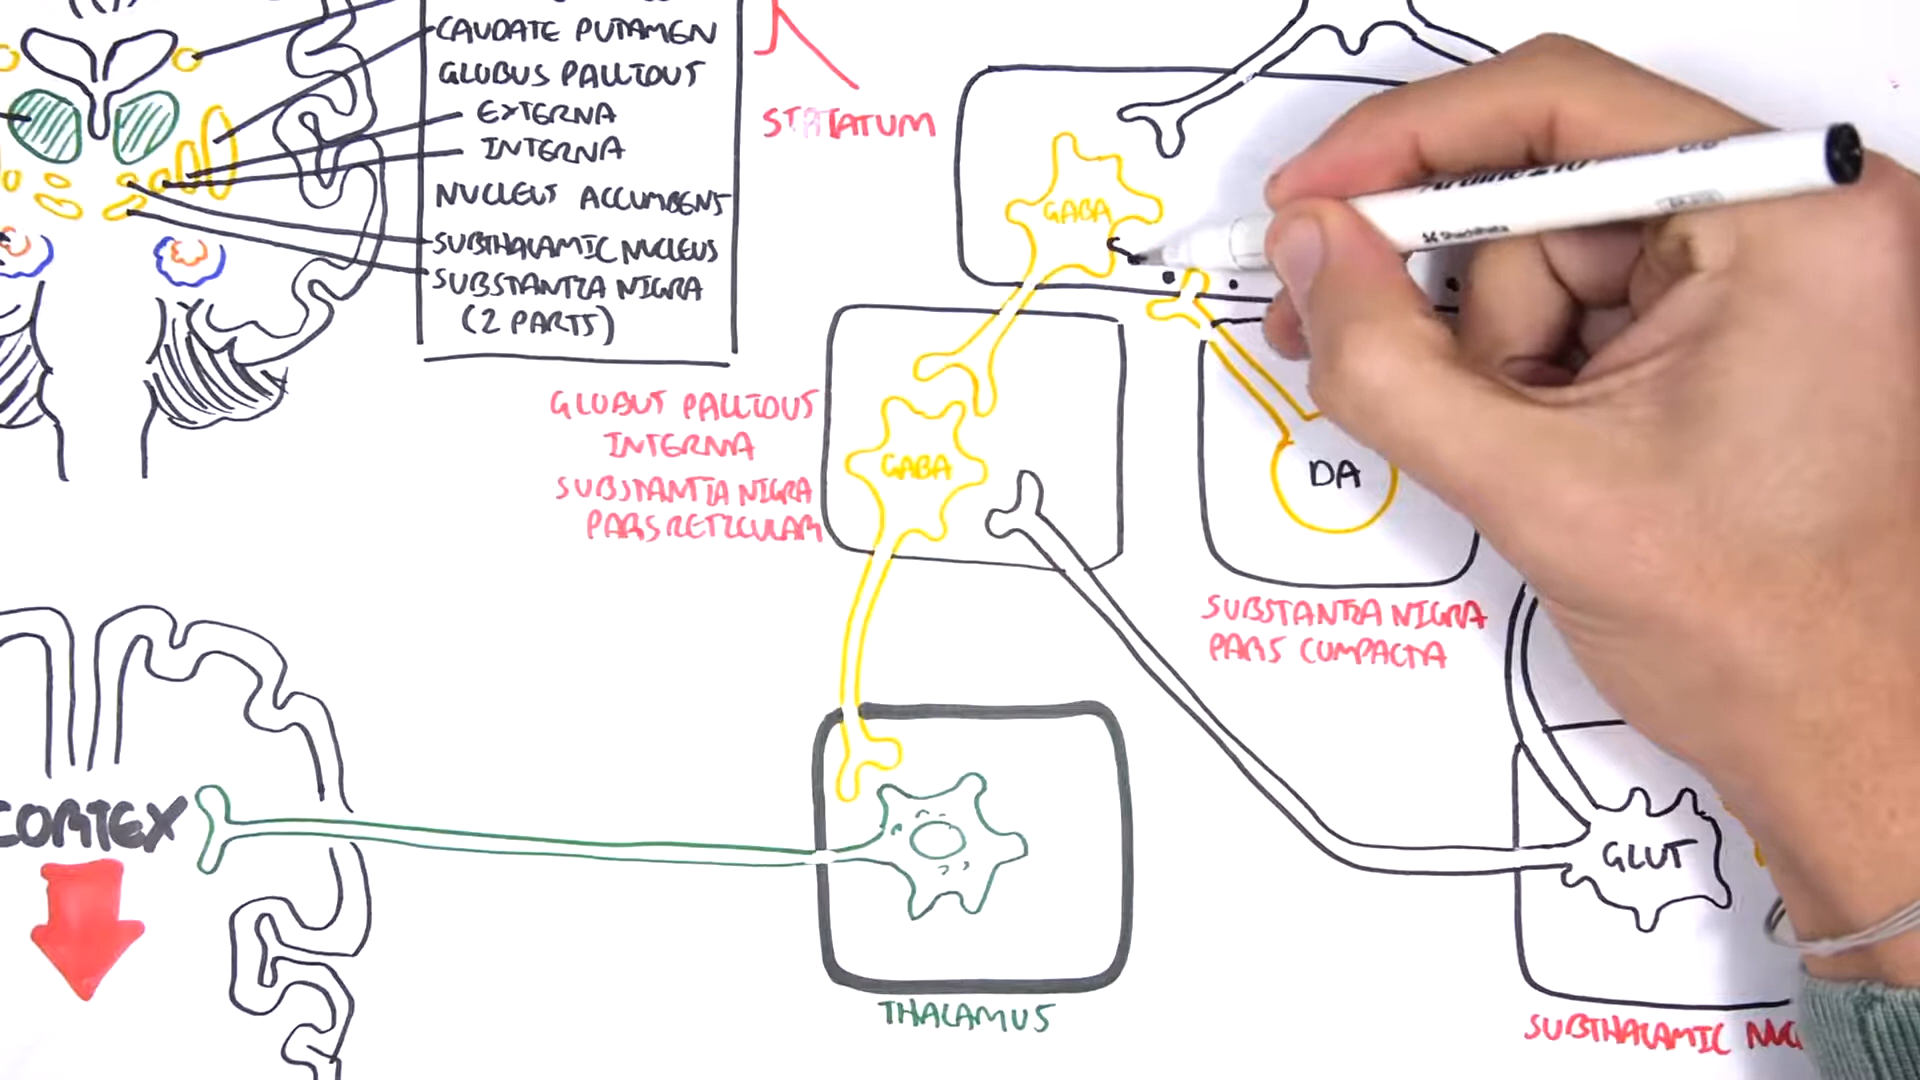 CAUDATE PUTAMEN
GLOBUS PALLIDUS
EXTERNA
INTERNA
NUCLEUS ACCUMBENS
SUBTHALAMIC NUCLEUS
SUBSTANTIA NIGRA
(2 PARTS)
STRIATUM
GABA
GLOBUS PALLIDUS
INTERNA
SUBSTANTIA NIGRA
PARS RETICULAR
GABA
DA
SUBSTANTIA NIGRA
PARS COMPACTA
CORTEX
GLUT
THALAMUS
SUBTHALAMIC